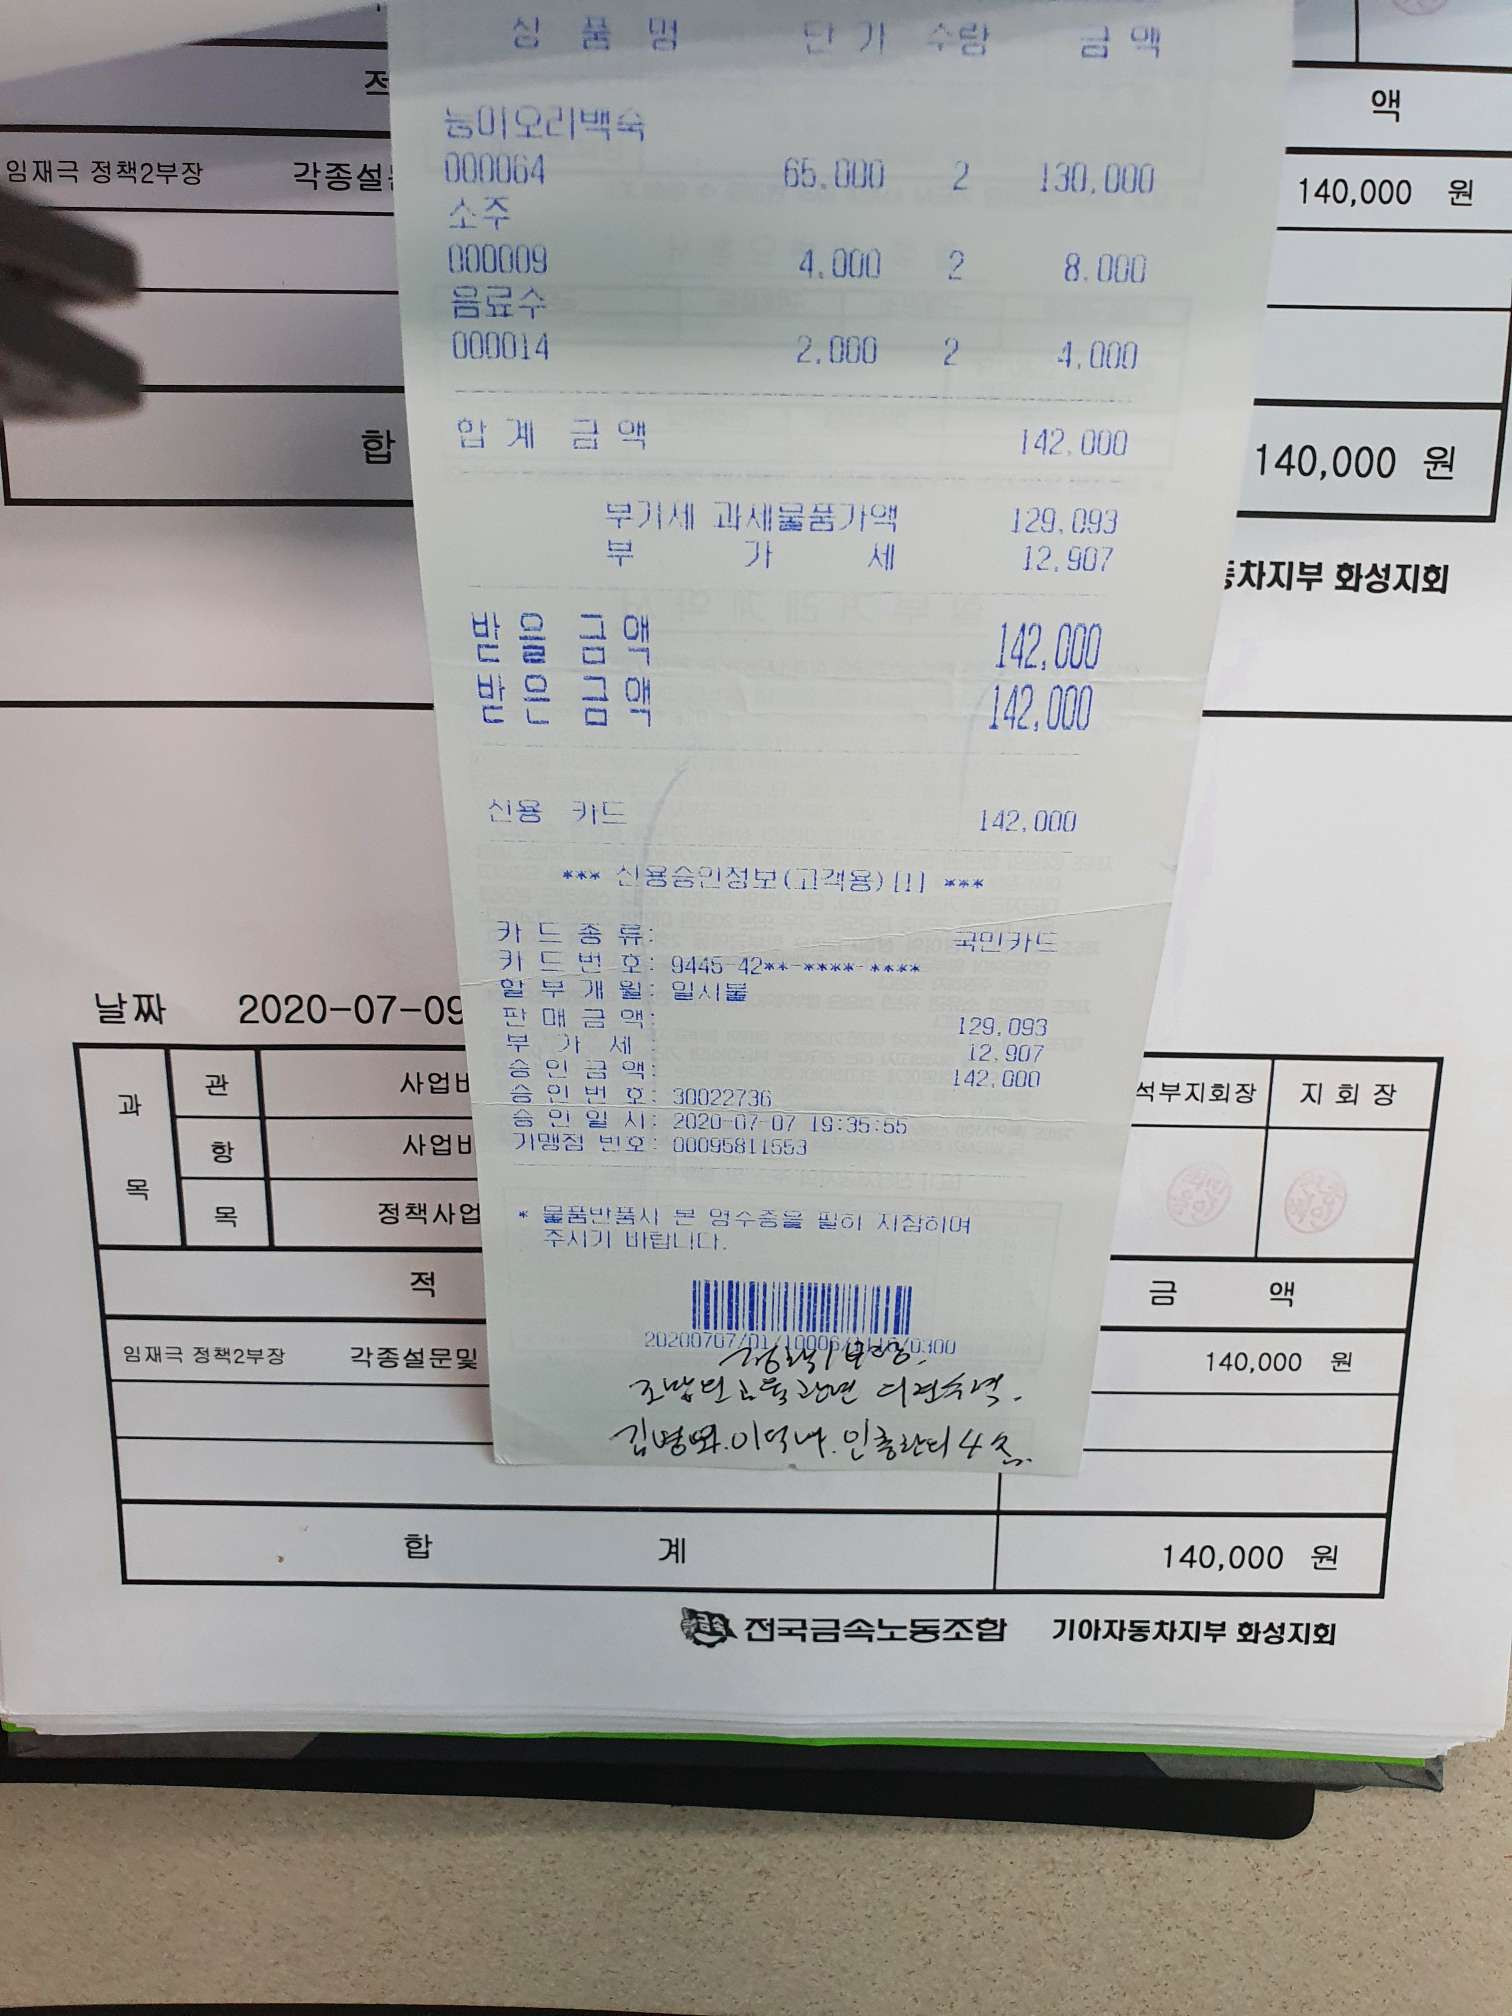 상 품 명 단 가 수량 금 액
적
액
능이오리백숙
임재극 정책2부장 각종설
000064 65,000 2 130,000
140,000 원
소주
000009 4,000 2 8,000
음료수
000014 2,000 2 4,000
합 계 금 액 142,000
합
140,000 원
부가세 과세물품가액 129,093
부 가 세 12,907
차지부 화성지회
받 을 금 액 142,000
받 은 금 액 142,000
신용 카드 142,000
*** 신용승인정보(고객용)[1] ***
카 드 종 류: 국민카드
카 드 번 호: 9445-42**-****-****
할 부 개 월: 일시불
판 매 금 액: 129,093
부 가 세 : 12,907
승 인 금 액: 142,000
승 인 번 호: 30022736
승 인 일 시: 2020-07-07 19:35:55
가맹점 번호: 00095811553
* 물품반품시 본 영수증을 필히 지참하여
주시기 바랍니다.
20200707/01/10006/1116/0300
김병
날짜 2020-07-09
과 목
관 사업비
항 사업비
목 정책사업
석부지회장 지 회 장
적
금 액
임재극 정책2부장 각종설문및
140,000 원
합 계 140,000 원
전국금속노동조합 기아자동차지부 화성지회